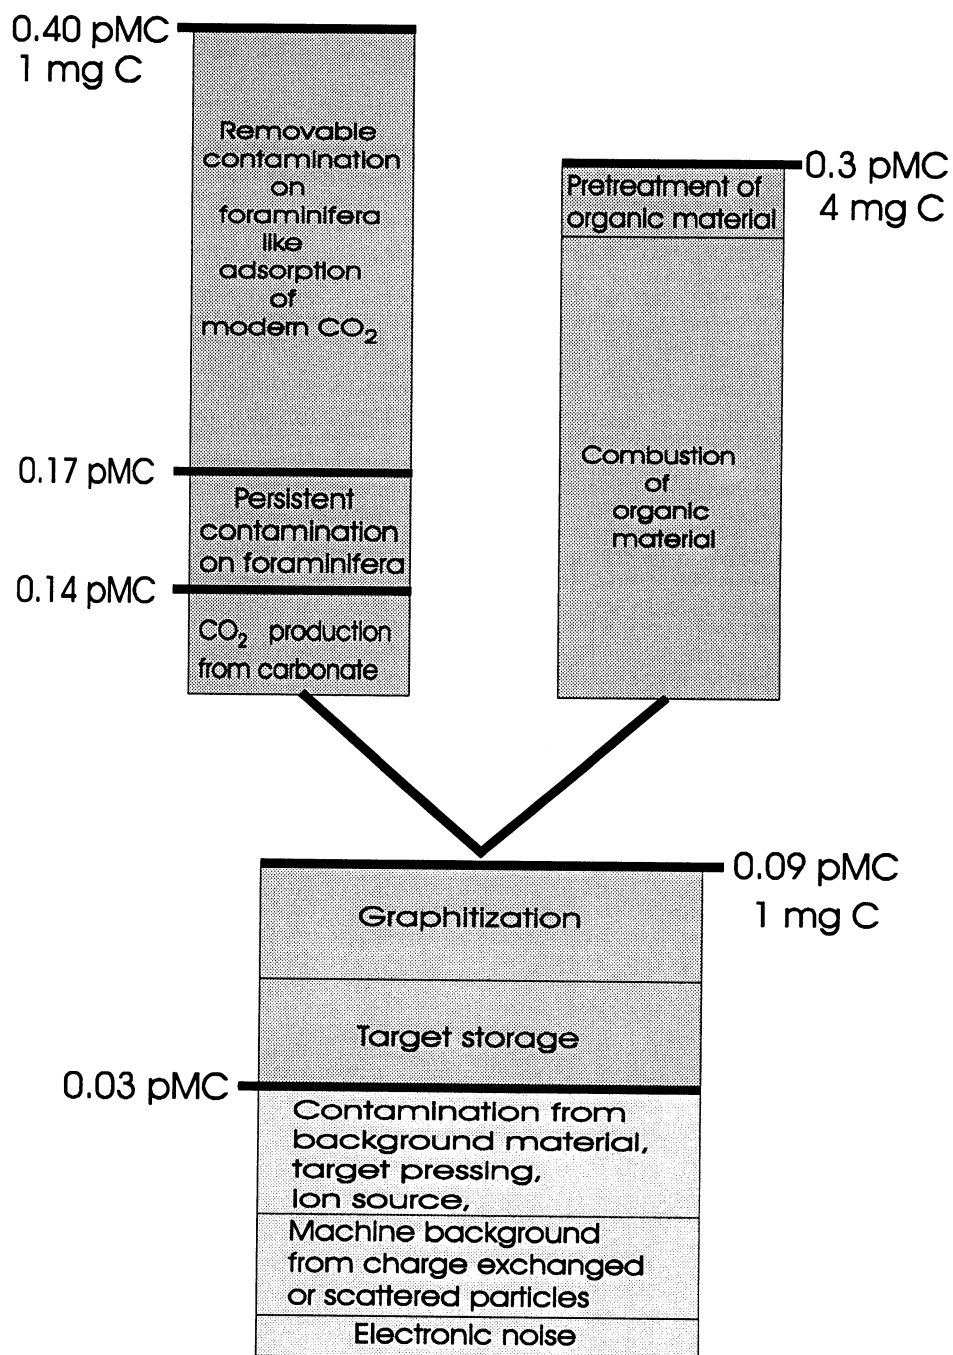 0.40 pMC
1 mg C
Removable
contamination
on
foraminifera
like
adsorption
of
modern CO₂
0.17 pMC
Persistent
contamination
on foraminifera
0.14 pMC
CO₂ production
from carbonate
0.3 pMC
4 mg C
Pretreatment of
organic material
Combustion
of
organic
material
0.09 pMC
1 mg C
Graphitization
Target storage
0.03 pMC
Contamination from
background material,
target pressing,
Ion source,
Machine background
from charge exchanged
or scattered particles
Electronic noise